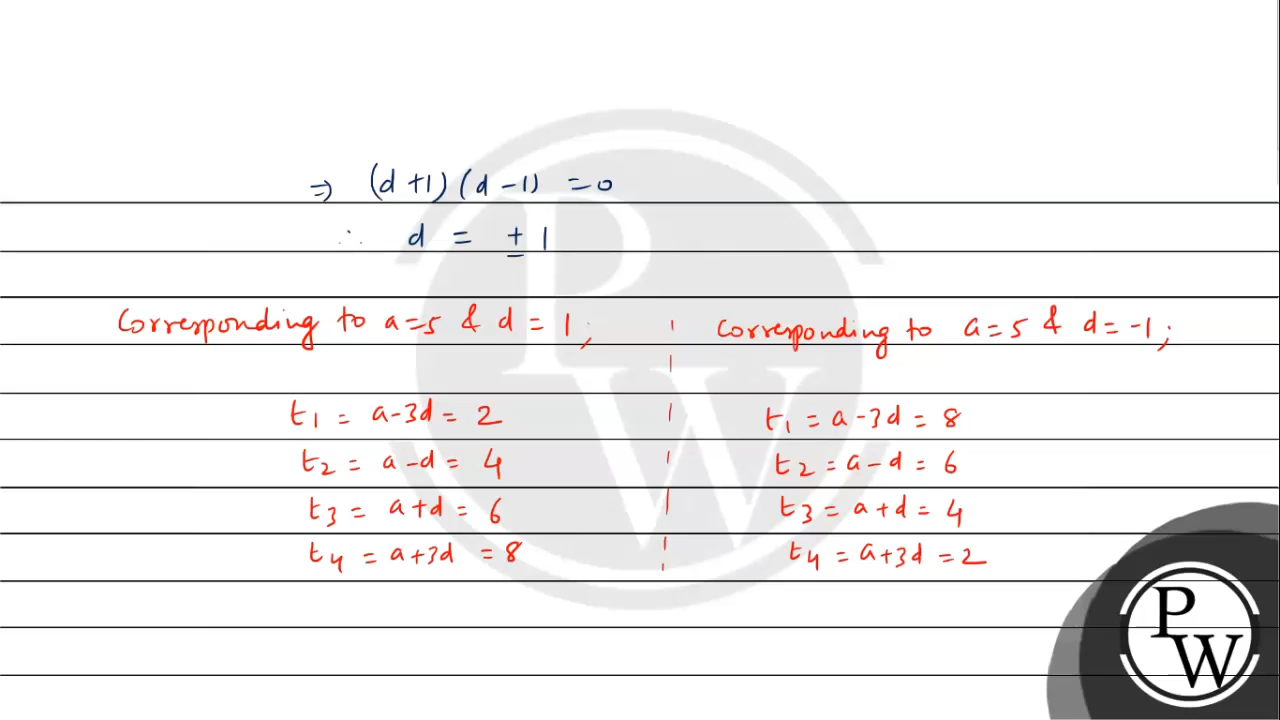 ⇒ (d+1)(d-1) = 0
∴ d = ± 1
Corresponding to a=5 & d = 1;
t1 = a-3d = 2
t2 = a-d = 4
t3 = a+d = 6
t4 = a+3d = 8
Corresponding to a=5 & d=-1;
t1 = a-3d = 8
t2 = a-d = 6
t3 = a+d = 4
t4 = a+3d = 2
P
W
P
W